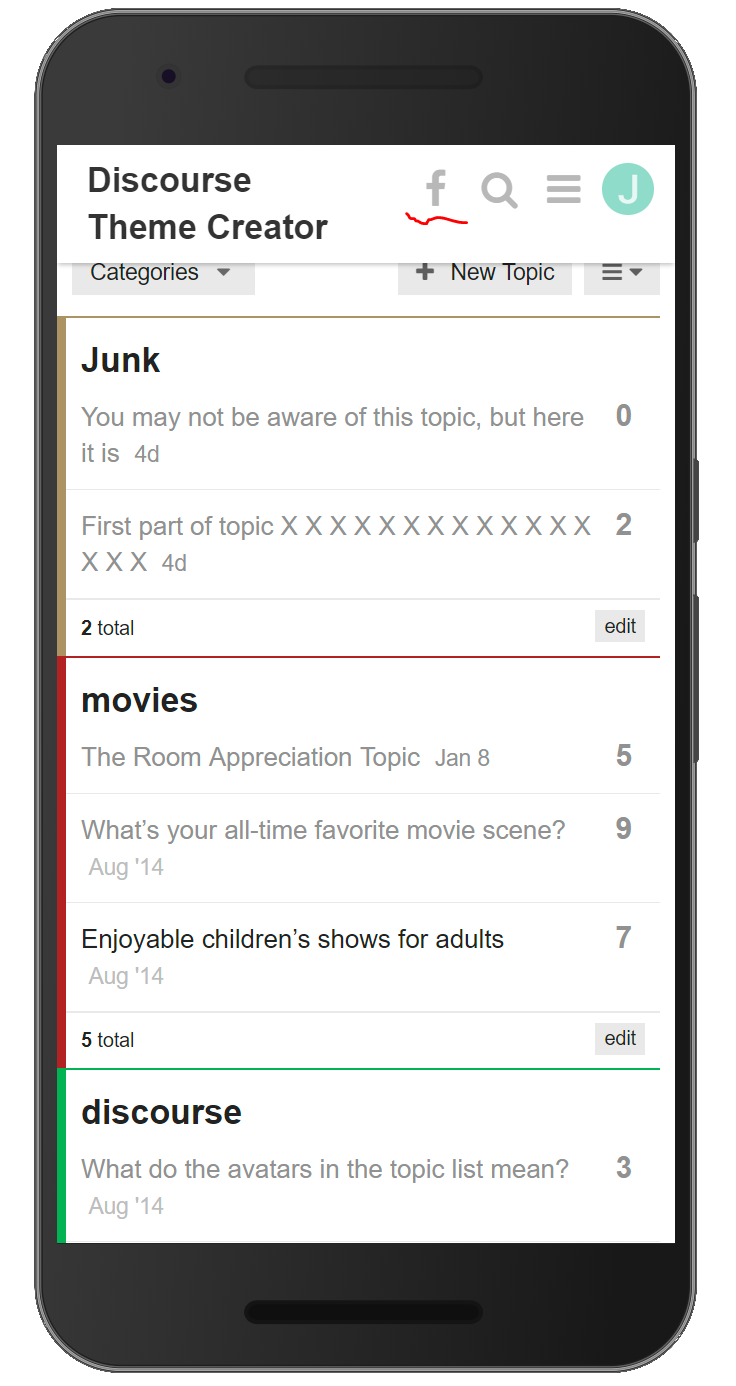 Discourse
Theme Creator
J
Categories
New Topic
Junk
You may not be aware of this topic, but here 0
it is 4d
First part of topic X X X X X X X X X X X X X 2
X X X 4d
2 total edit
movies
The Room Appreciation Topic Jan 8 5
What's your all-time favorite movie scene? 9
Aug '14
Enjoyable children's shows for adults 7
Aug '14
5 total edit
discourse
What do the avatars in the topic list mean? 3
Aug '14